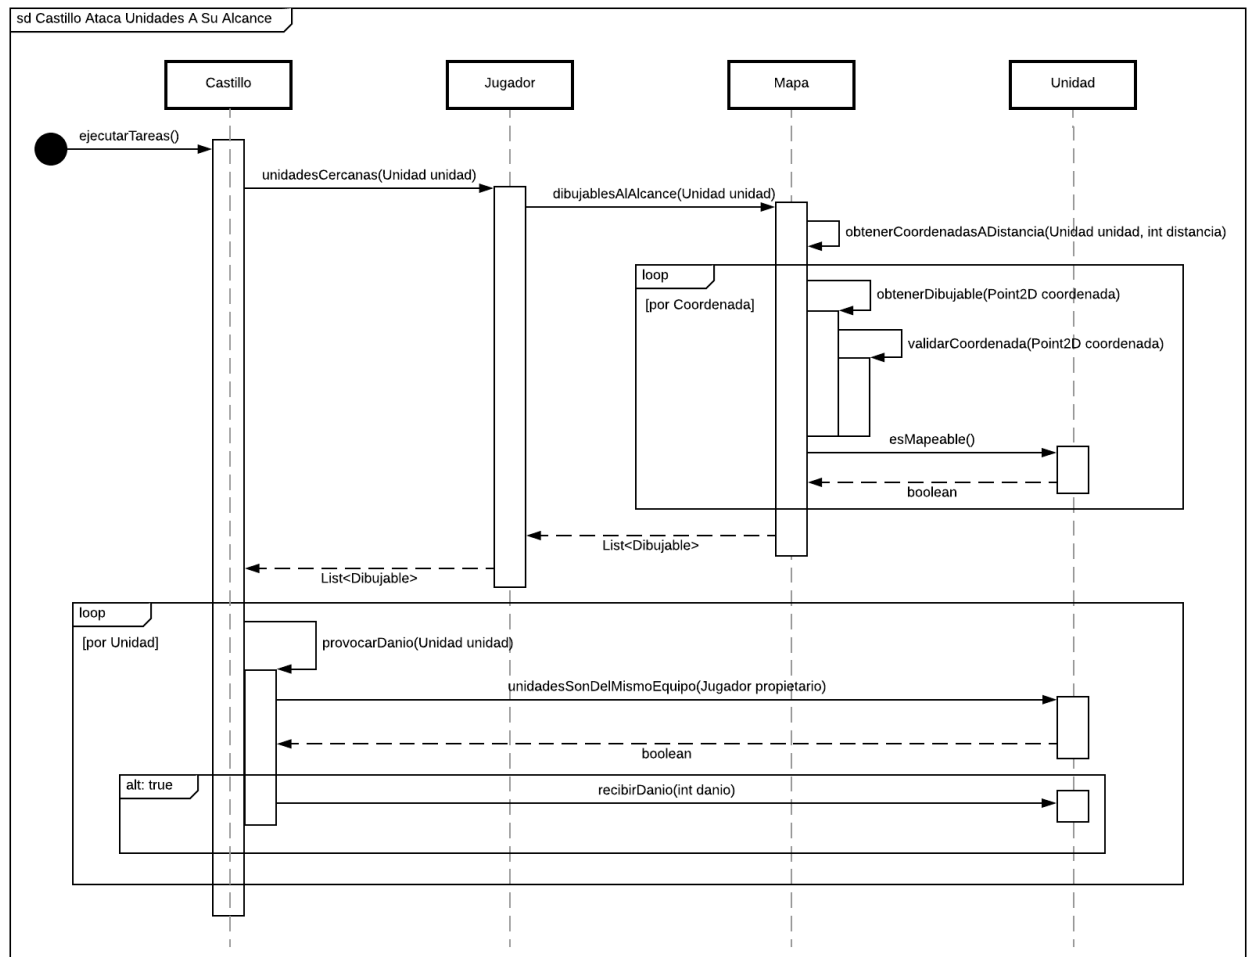 sd Castillo Ataca Unidades A Su Alcance
Castillo
Jugador
Mapa
Unidad
ejecutarTareas()
unidadesCercanas(Unidad unidad)
dibujablesAlAlcance(Unidad unidad)
obtenerCoordenadasADistancia(Unidad unidad, int distancia)
loop
[por Coordenada]
obtenerDibujable(Point2D coordenada)
validarCoordenada(Point2D coordenada)
esMapeable()
boolean
List<Dibujable>
List<Dibujable>
loop
[por Unidad]
provocarDanio(Unidad unidad)
unidadesSonDelMismoEquipo(Jugador propietario)
boolean
alt: true
recibirDanio(int danio)